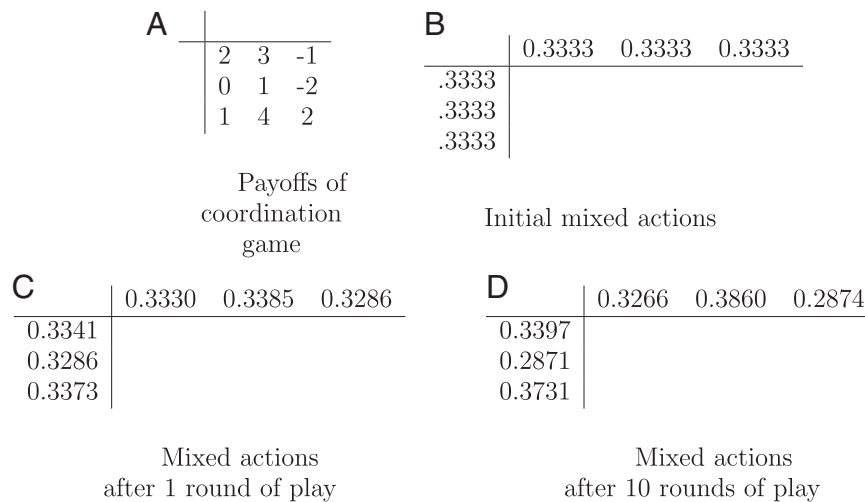 A
2 3 -1
0 1 -2
1 4 2
Payoffs of
coordination
game
B
0.3333 0.3333 0.3333
.3333
.3333
.3333
Initial mixed actions
C
0.3330 0.3385 0.3286
0.3341
0.3286
0.3373
Mixed actions
after 1 round of play
D
0.3266 0.3860 0.2874
0.3397
0.2871
0.3731
Mixed actions
after 10 rounds of play